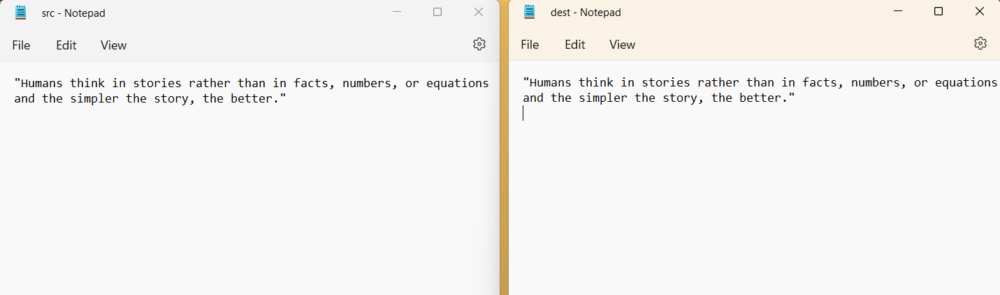 src - Notepad
File Edit View
"Humans think in stories rather than in facts, numbers, or equations
and the simpler the story, the better."
dest - Notepad
File Edit View
"Humans think in stories rather than in facts, numbers, or equations
and the simpler the story, the better."